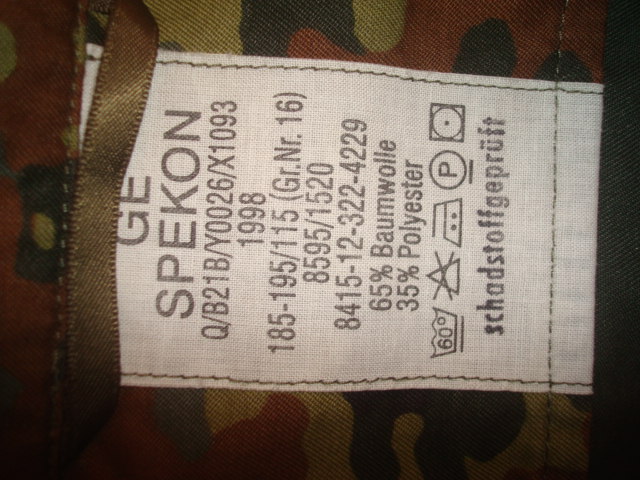 GE
SPEKON
Q/B21B/Y0026/X1093
1998
185-195/115 (Gr.Nr. 16)
8595/1520
8415-12-322-4229
65% Baumwolle
35% Polyester
60° P
schadstoffgeprüft